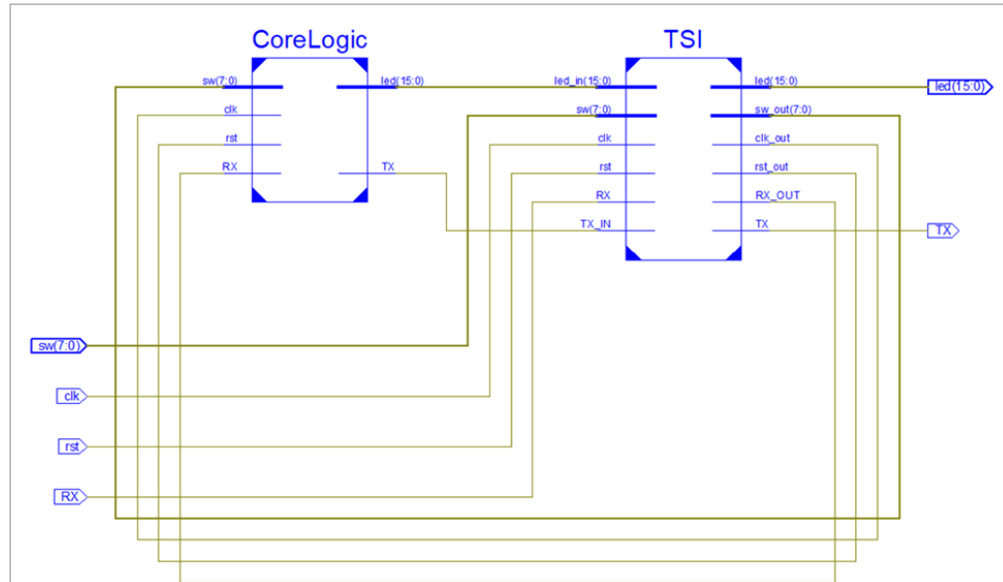 CoreLogic
TSI
sw(7:0)
led(15:0)
clk
rst
RX
TX
led_in(15:0)
led(15:0)
sw(7:0)
sw_out(7:0)
clk
clk_out
rst
rst_out
RX
RX_OUT
TX_IN
TX
led(15:0)
TX
sw(7:0)
clk
rst
RX